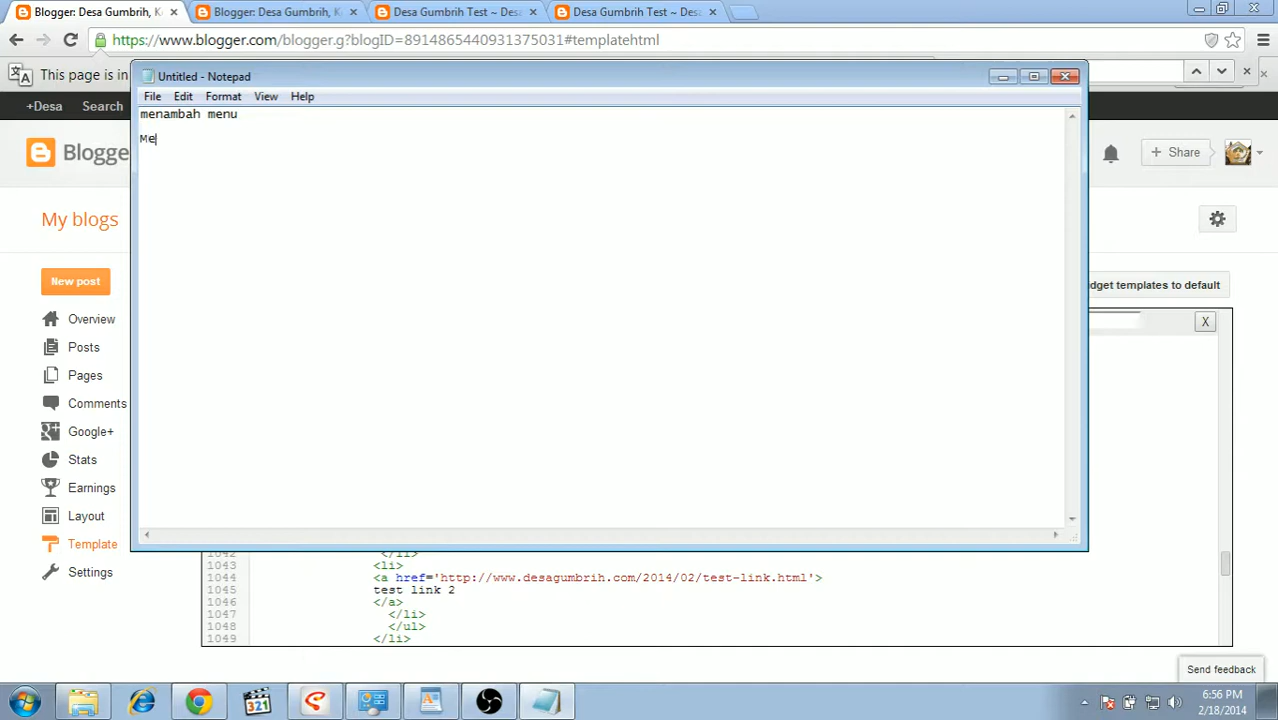 Blogger: Desa Gumbrih, K
Blogger: Desa Gumbrih, K
Desa Gumbrih Test ~ Des
Desa Gumbrih Test ~ Des
https://www.blogger.com/blogger.g?blogID=8914865440931375031#templatehtml
This page is in
Untitled - Notepad
File Edit Format View Help
menambah menu
Me
+Desa Search
Blogge
Share
My blogs
New post
Overview
Posts
Pages
Comments
Google+
Stats
Earnings
Layout
Template
Settings
dget templates to default
X
1042 </li>
1043 <li>
1044 <a href='http://www.desagumbrih.com/2014/02/test-link.html'>
1045 test link 2
1046 </a>
1047 </li>
1048 </ul>
1049 </li>
Send feedback
321
6:56 PM
2/18/2014